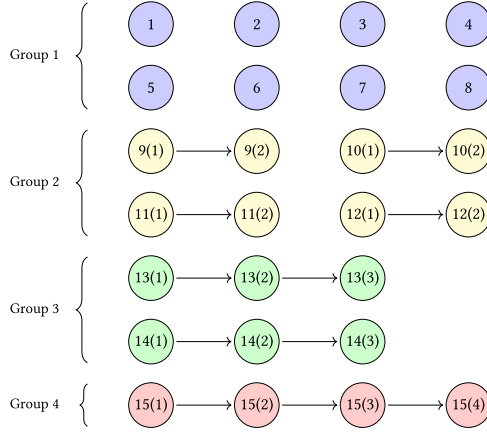 Group 1
1 2 3 4
5 6 7 8
Group 2
9(1) 9(2) 10(1) 10(2)
11(1) 11(2) 12(1) 12(2)
Group 3
13(1) 13(2) 13(3)
14(1) 14(2) 14(3)
Group 4
15(1) 15(2) 15(3) 15(4)